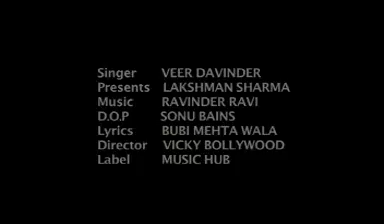 Singer VEER DAVINDER
Presents LAKSHMAN SHARMA
Music RAVINDER RAVI
D.O.P SONU BAINS
Lyrics BUBI MEHTA WALA
Director VICKY BOLLYWOOD
Label MUSIC HUB